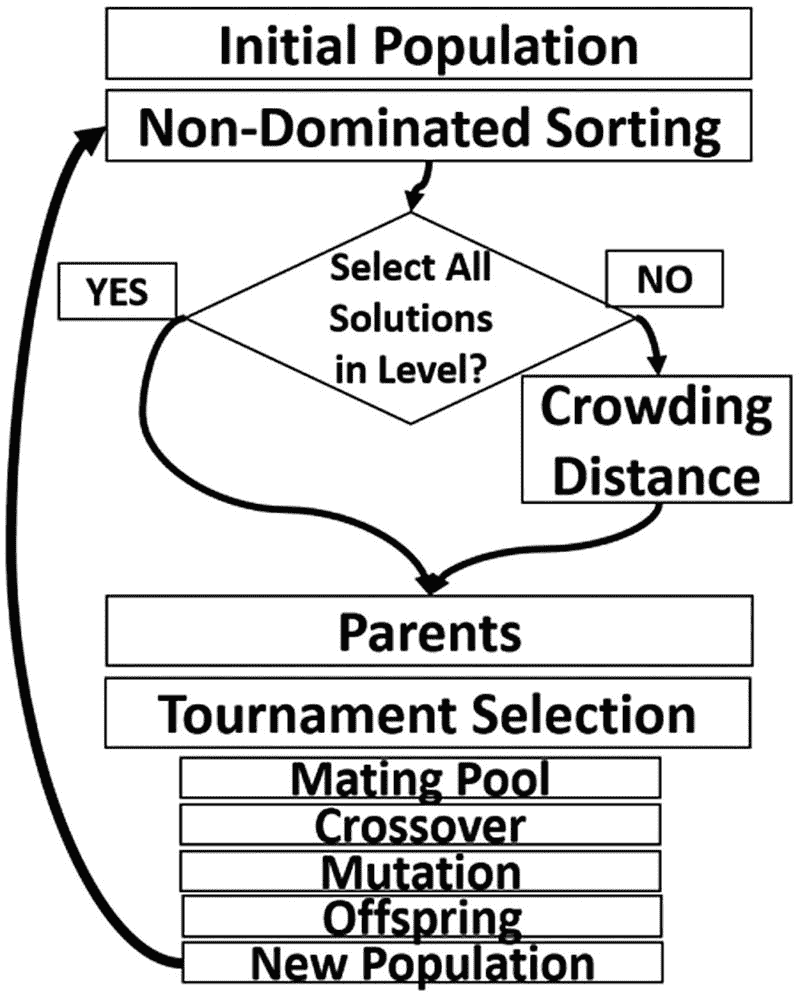 Initial Population
Non-Dominated Sorting
Select All
Solutions
in Level?
YES
NO
Crowding
Distance
Parents
Tournament Selection
Mating Pool
Crossover
Mutation
Offspring
New Population